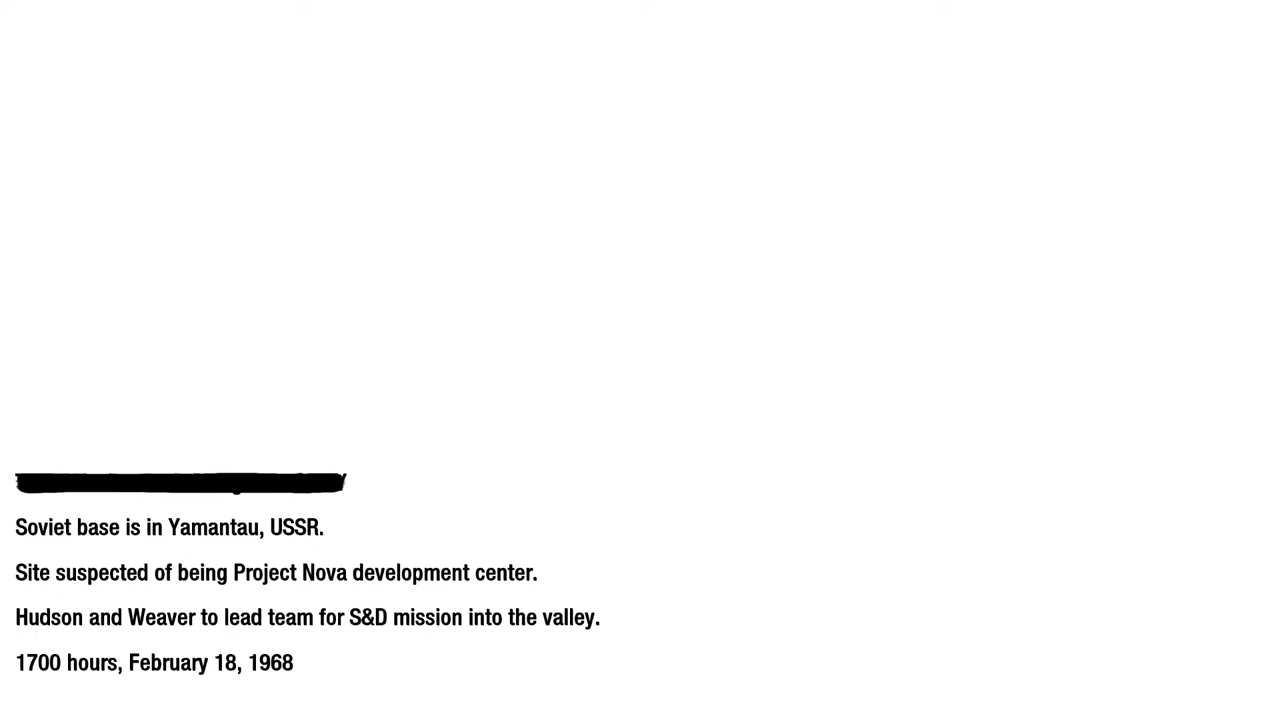 Soviet base is in Yamantau, USSR.
Site suspected of being Project Nova development center.
Hudson and Weaver to lead team for S&D mission into the valley.
1700 hours, February 18, 1968